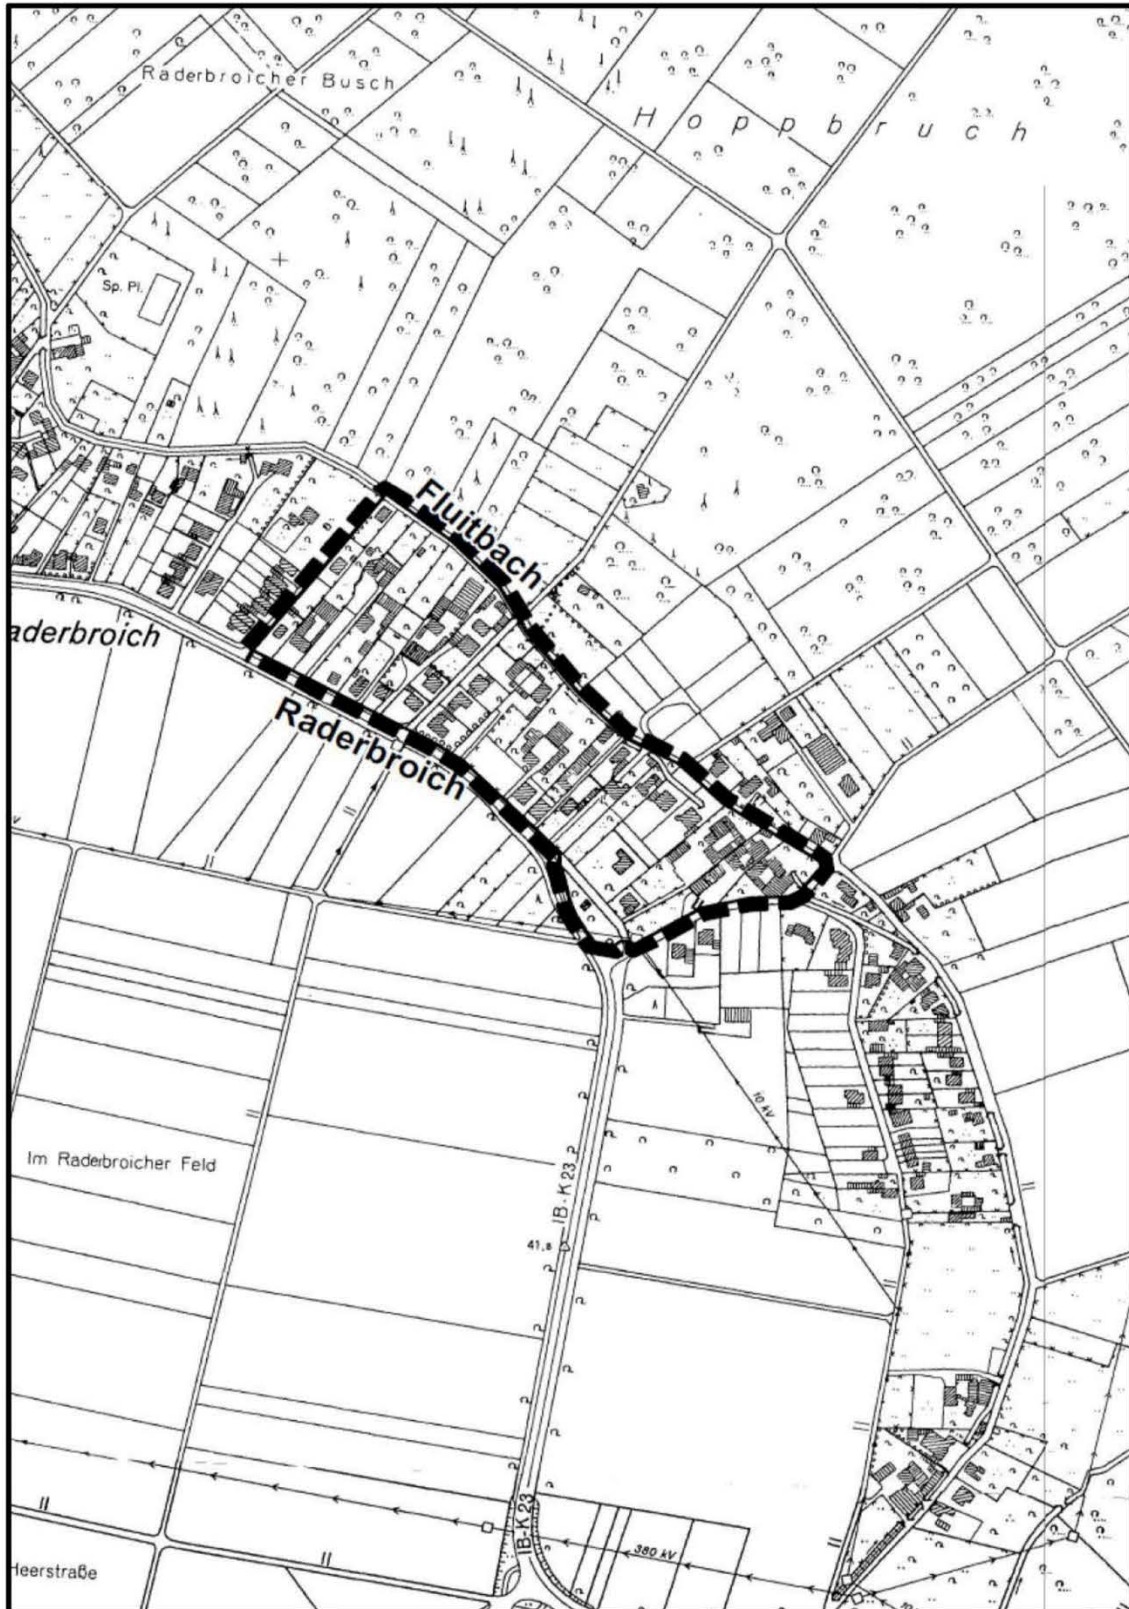 Raderbroicher Busch
Hoppbruch
Sp. Pl.
Fluitbach
aderbroich
Raderbroich
10 kV
Im Raderbroicher Feld
IB-K 23
41,8
IB-K 23
380 kV
Heerstraße